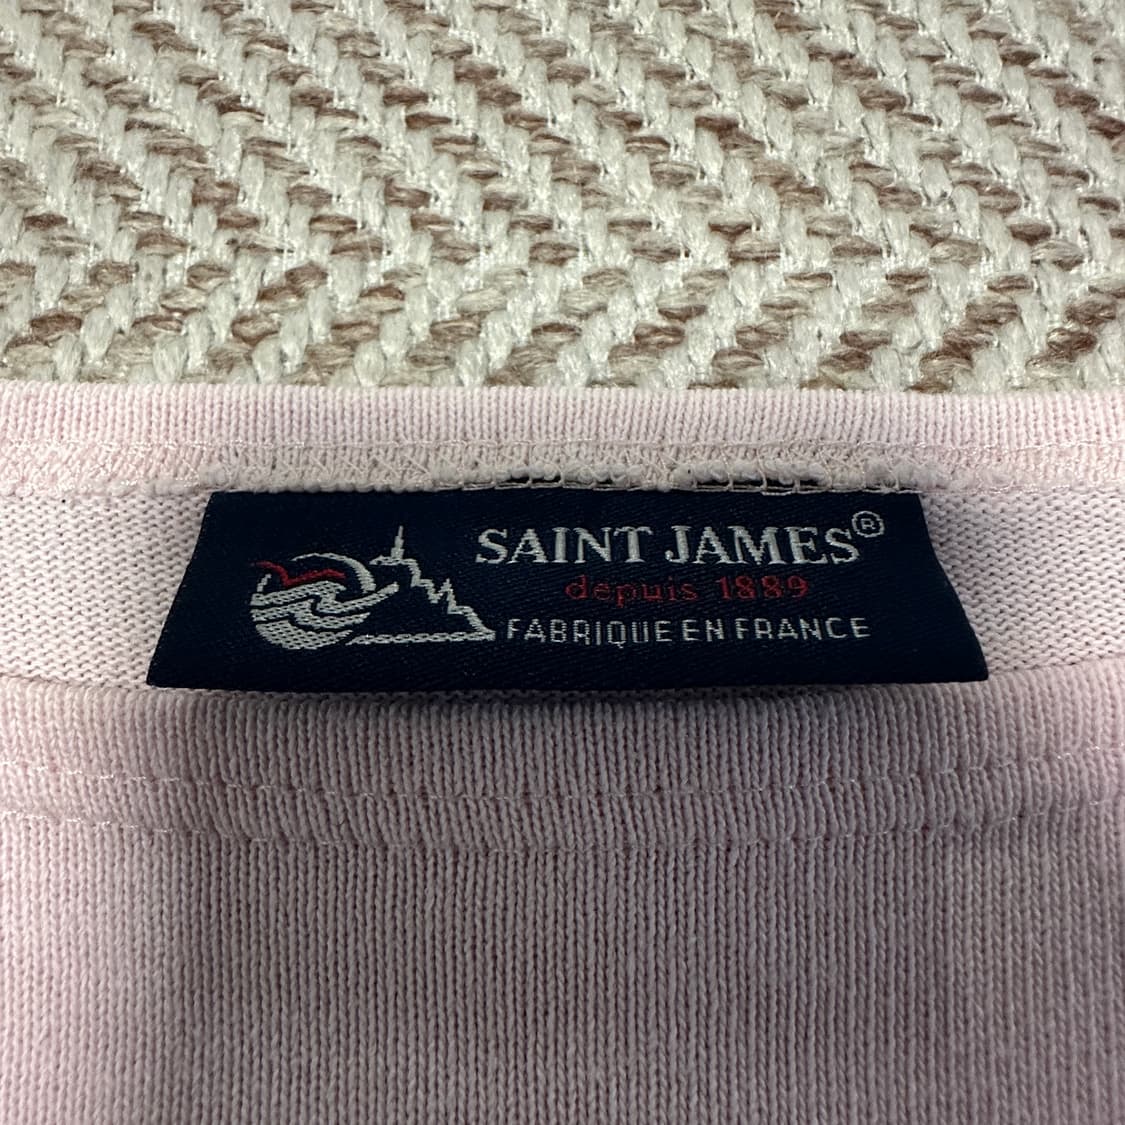 SAINT JAMES®
depuis 1889
FABRIQUE EN FRANCE